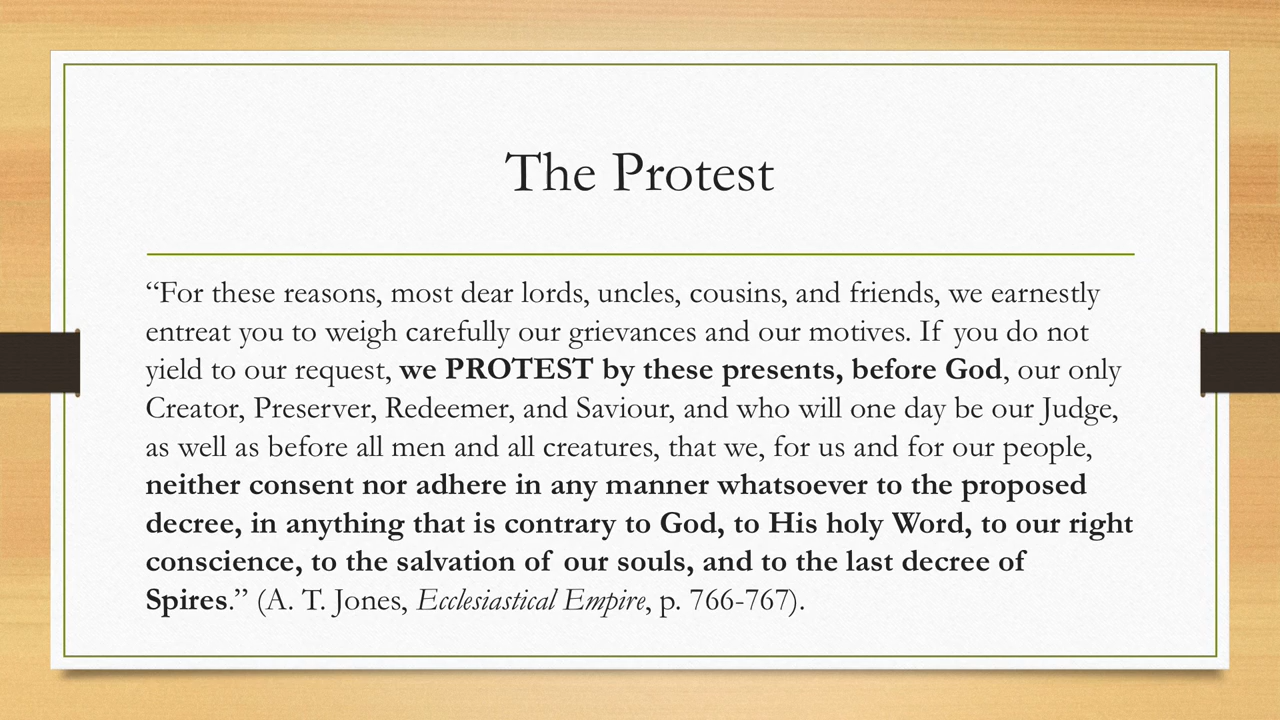 The Protest
“For these reasons, most dear lords, uncles, cousins, and friends, we earnestly
entreat you to weigh carefully our grievances and our motives. If you do not
yield to our request, we PROTEST by these presents, before God, our only
Creator, Preserver, Redeemer, and Saviour, and who will one day be our Judge,
as well as before all men and all creatures, that we, for us and for our people,
neither consent nor adhere in any manner whatsoever to the proposed
decree, in anything that is contrary to God, to His holy Word, to our right
conscience, to the salvation of our souls, and to the last decree of
Spires.” (A. T. Jones, Ecclesiastical Empire, p. 766-767).